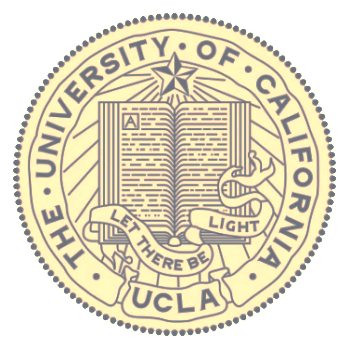 · THE · UNIVERSITY · OF · CALIFORNIA ·
A
LET THERE BE
LIGHT
UCLA